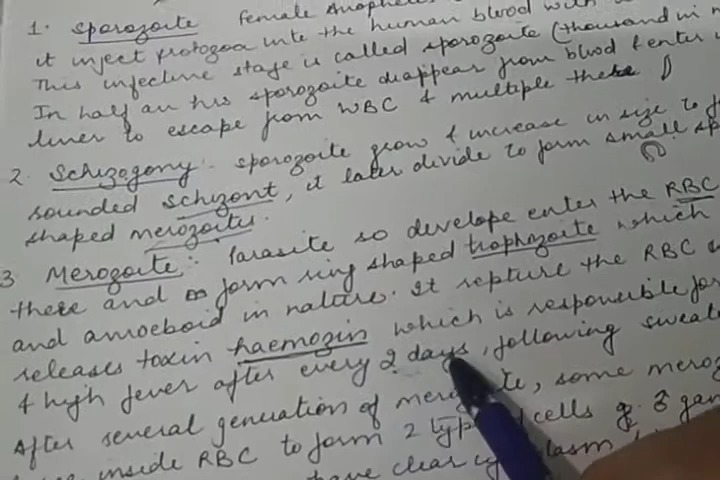 1. Sporozoite female Anophel
it inject protozoa into the human blood with
This infective stage is called sporozoite (thousand in
In half an hrs sporozoite disappear from blood & enter
liver to escape from WBC & multiple there
2. Schizogony - sporozoite grow & increase in size to
rounded schizont, it later divide to form small
shaped merozoites.
3 Merozoite: Parasite so develope enter the RBC
there and form ring shaped trophozoite which
and amoeboid in nature. It repture the RBC
releases toxin haemozin which is responsible for
& high fever after every 2 days, following sweat
After several generation of, some mero
inside RBC to form 2 type cells
have clear